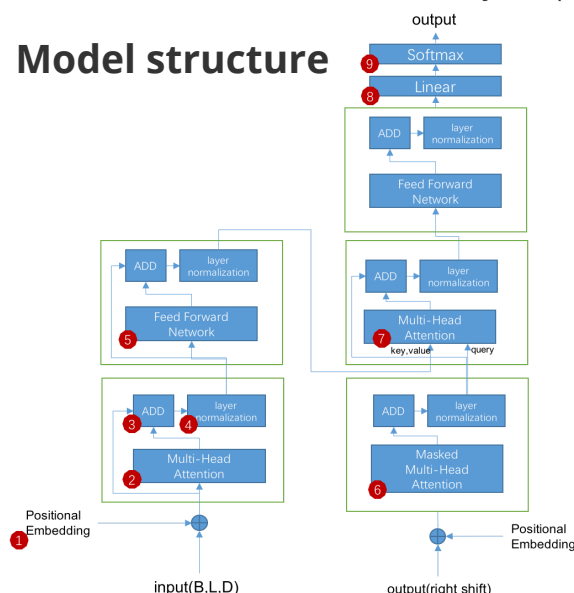 output
Model structure
9
Softmax
8
Linear
ADD
layer
normalization
Feed Forward
Network
ADD
layer
normalization
5
Feed Forward
Network
ADD
layer
normalization
7
Multi-Head
Attention
key,value
query
3
ADD
4
layer
normalization
2
Multi-Head
Attention
ADD
layer
normalization
6
Masked
Multi-Head
Attention
1
Positional
Embedding
Positional
Embedding
input(B,L,D)
output(right shift)